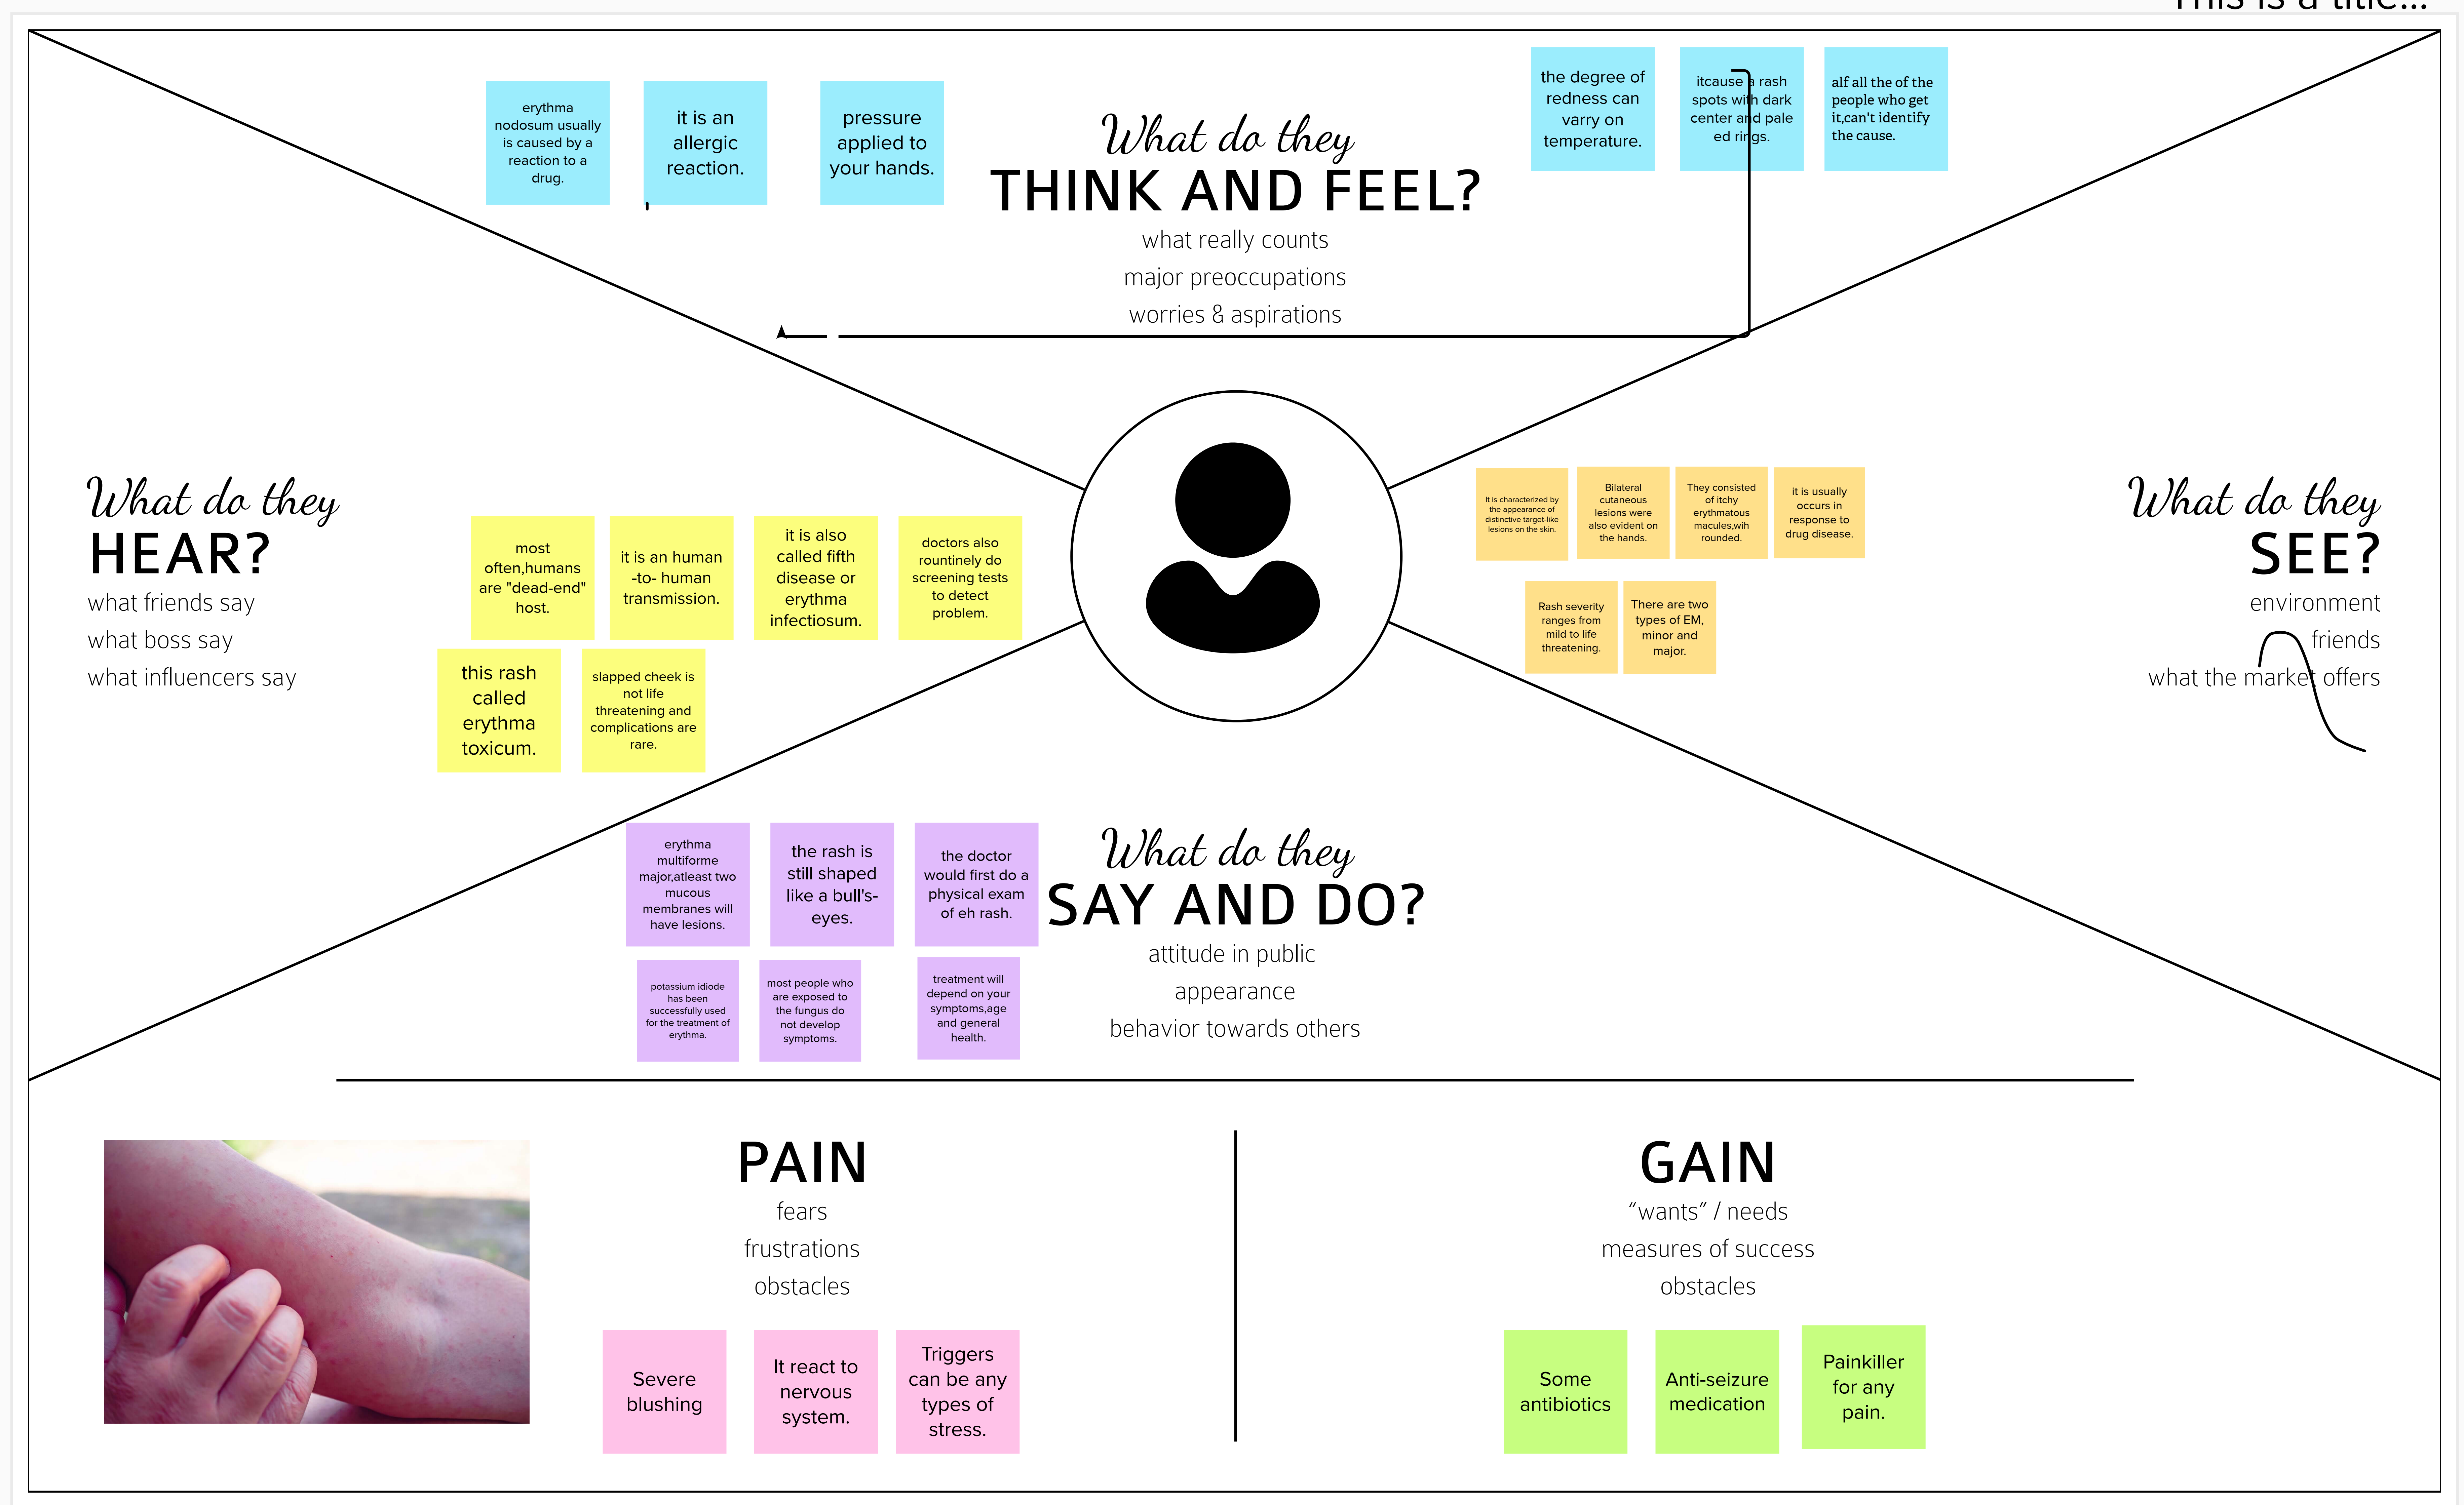 This is a title...
erythma
nodosum usually
is caused by a
reaction to a
drug.
it is an
allergic
reaction.
pressure
applied to
your hands.
What do they
THINK AND FEEL?
what really counts
major preoccupations
worries & aspirations
the degree of
redness can
varry on
temperature.
itcause a rash
spots with dark
center and pale
ed rings.
alf all the of the
people who get
it,can't identify
the cause.
What do they
HEAR?
what friends say
what boss say
what influencers say
most
often,humans
are "dead-end"
host.
it is an human
-to- human
transmission.
it is also
called fifth
disease or
erythma
infectiosum.
doctors also
rountinely do
screening tests
to detect
problem.
this rash
called
erythma
toxicum.
slapped cheek is
not life
threatening and
complications are
rare.
It is characterized by
the appearance of
distinctive target-like
lesions on the skin.
Bilateral
cutaneous
lesions were
also evident on
the hands.
They consisted
of itchy
erythmatous
macules,wih
rounded.
it is usually
occurs in
response to
drug disease.
Rash severity
ranges from
mild to life
threatening.
There are two
types of EM,
minor and
major.
What do they
SEE?
environment
friends
what the market offers
erythma
multiforme
major,atleast two
mucous
membranes will
have lesions.
the rash is
still shaped
like a bull's-
eyes.
the doctor
would first do a
physical exam
of eh rash.
potassium idiode
has been
successfully used
for the treatment of
erythma.
most people who
are exposed to
the fungus do
not develop
symptoms.
treatment will
depend on your
symptoms,age
and general
health.
What do they
SAY AND DO?
attitude in public
appearance
behavior towards others
PAIN
fears
frustrations
obstacles
Severe
blushing
It react to
nervous
system.
Triggers
can be any
types of
stress.
GAIN
“wants” / needs
measures of success
obstacles
Some
antibiotics
Anti-seizure
medication
Painkiller
for any
pain.